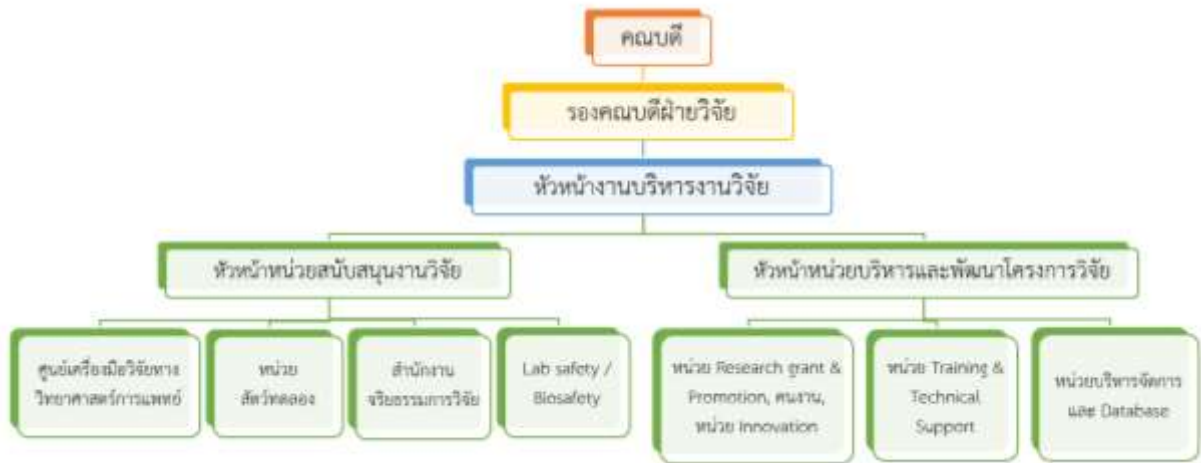 คณบดี
รองคณบดีฝ่ายวิจัย
หัวหน้างานบริหารงานวิจัย
หัวหน้าหน่วยสนับสนุนงานวิจัย
หัวหน้าหน่วยบริหารและพัฒนาโครงการวิจัย
ศูนย์เครื่องมือวิจัยทาง
วิทยาศาสตร์การแพทย์
หน่วย
สัตว์ทดลอง
สำนักงาน
จริยธรรมการวิจัย
Lab safety /
Biosafety
หน่วย Research grant &
Promotion, คนงาน,
หน่วย Innovation
หน่วย Training &
Technical
Support
หน่วยบริหารจัดการ
และ Database